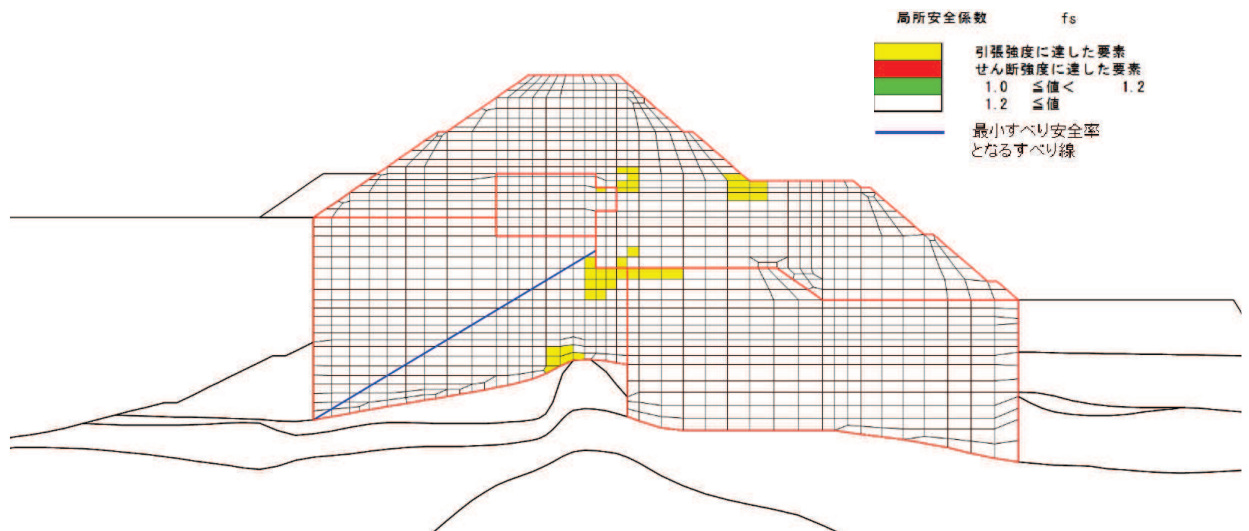 局所安全係数 fs
引張強度に達した要素
せん断強度に達した要素
1.0 ≦値< 1.2
1.2 ≦値
最小すべり安全率
となるすべり線